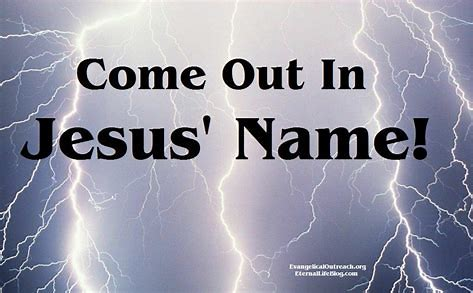 Come Out In
Jesus' Name!
EvangelicalOutreach.org
EternalLifeBlog.com